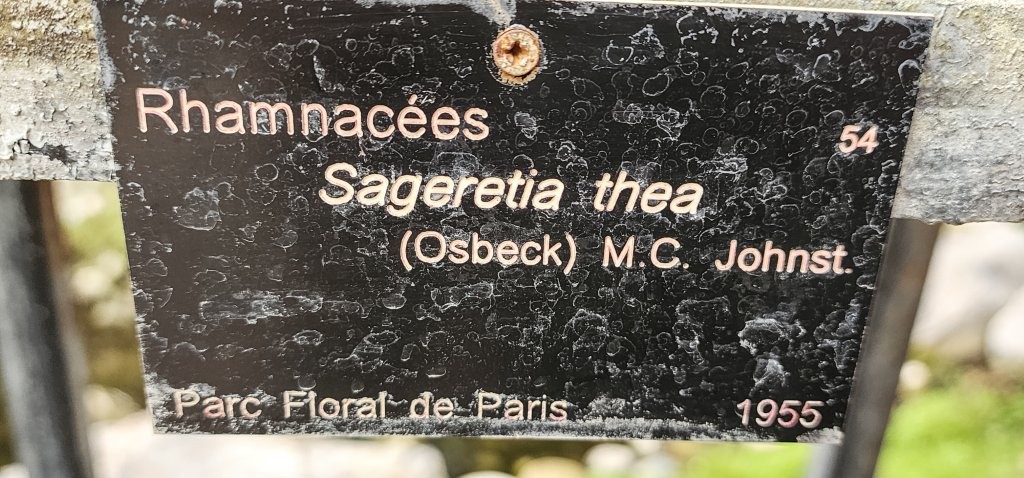 Rhamnacées
54
Sageretia thea
(Osbeck) M.C. Johnst.
Parc Floral de Paris 1955